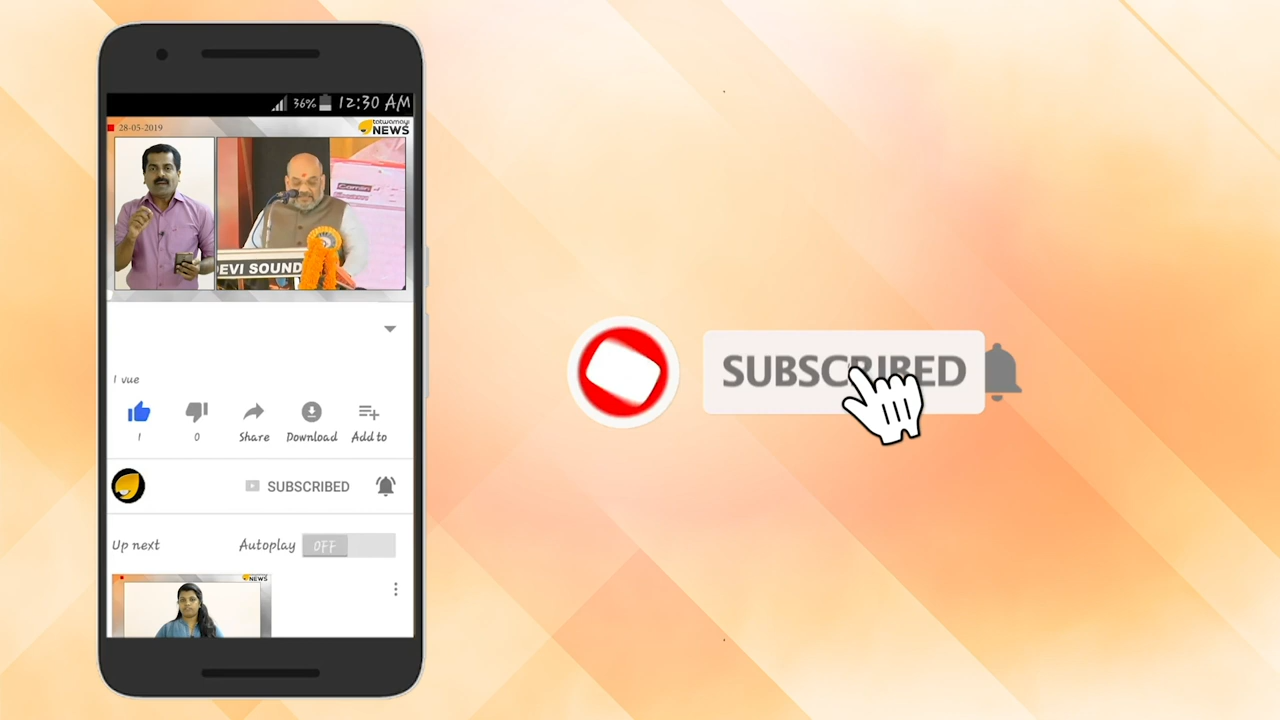 36% 12:30 AM
28-05-2019
tatwamayi
NEWS
DEVI SOUND
1 vue
1
0
Share
Download
Add to
SUBSCRIBED
Up next
Autoplay
OFF
NEWS
SUBSCRIBED